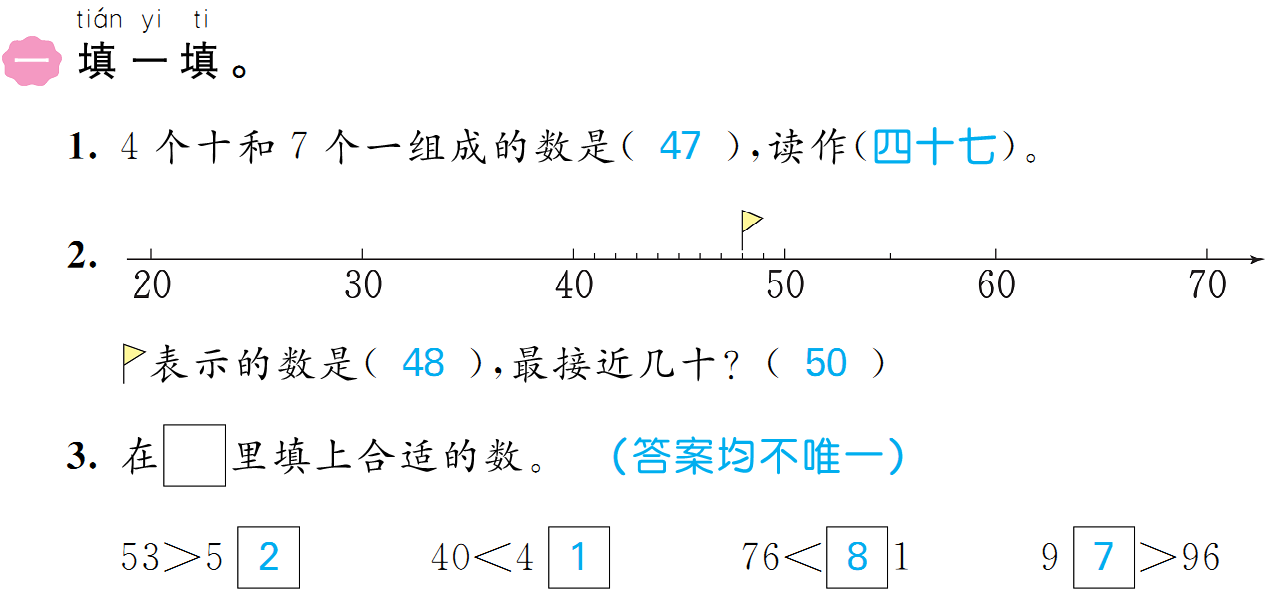 tián yi ti
一 填一填。
1. 4个十和7个一组成的数是( 47 ),读作(四十七)。
2.
20 30 40 50 60 70
表示的数是( 48 ),最接近几十?( 50 )
3. 在□里填上合适的数。 (答案均不唯一)
53>5 2 40<4 1 76<8 1 9 7>96